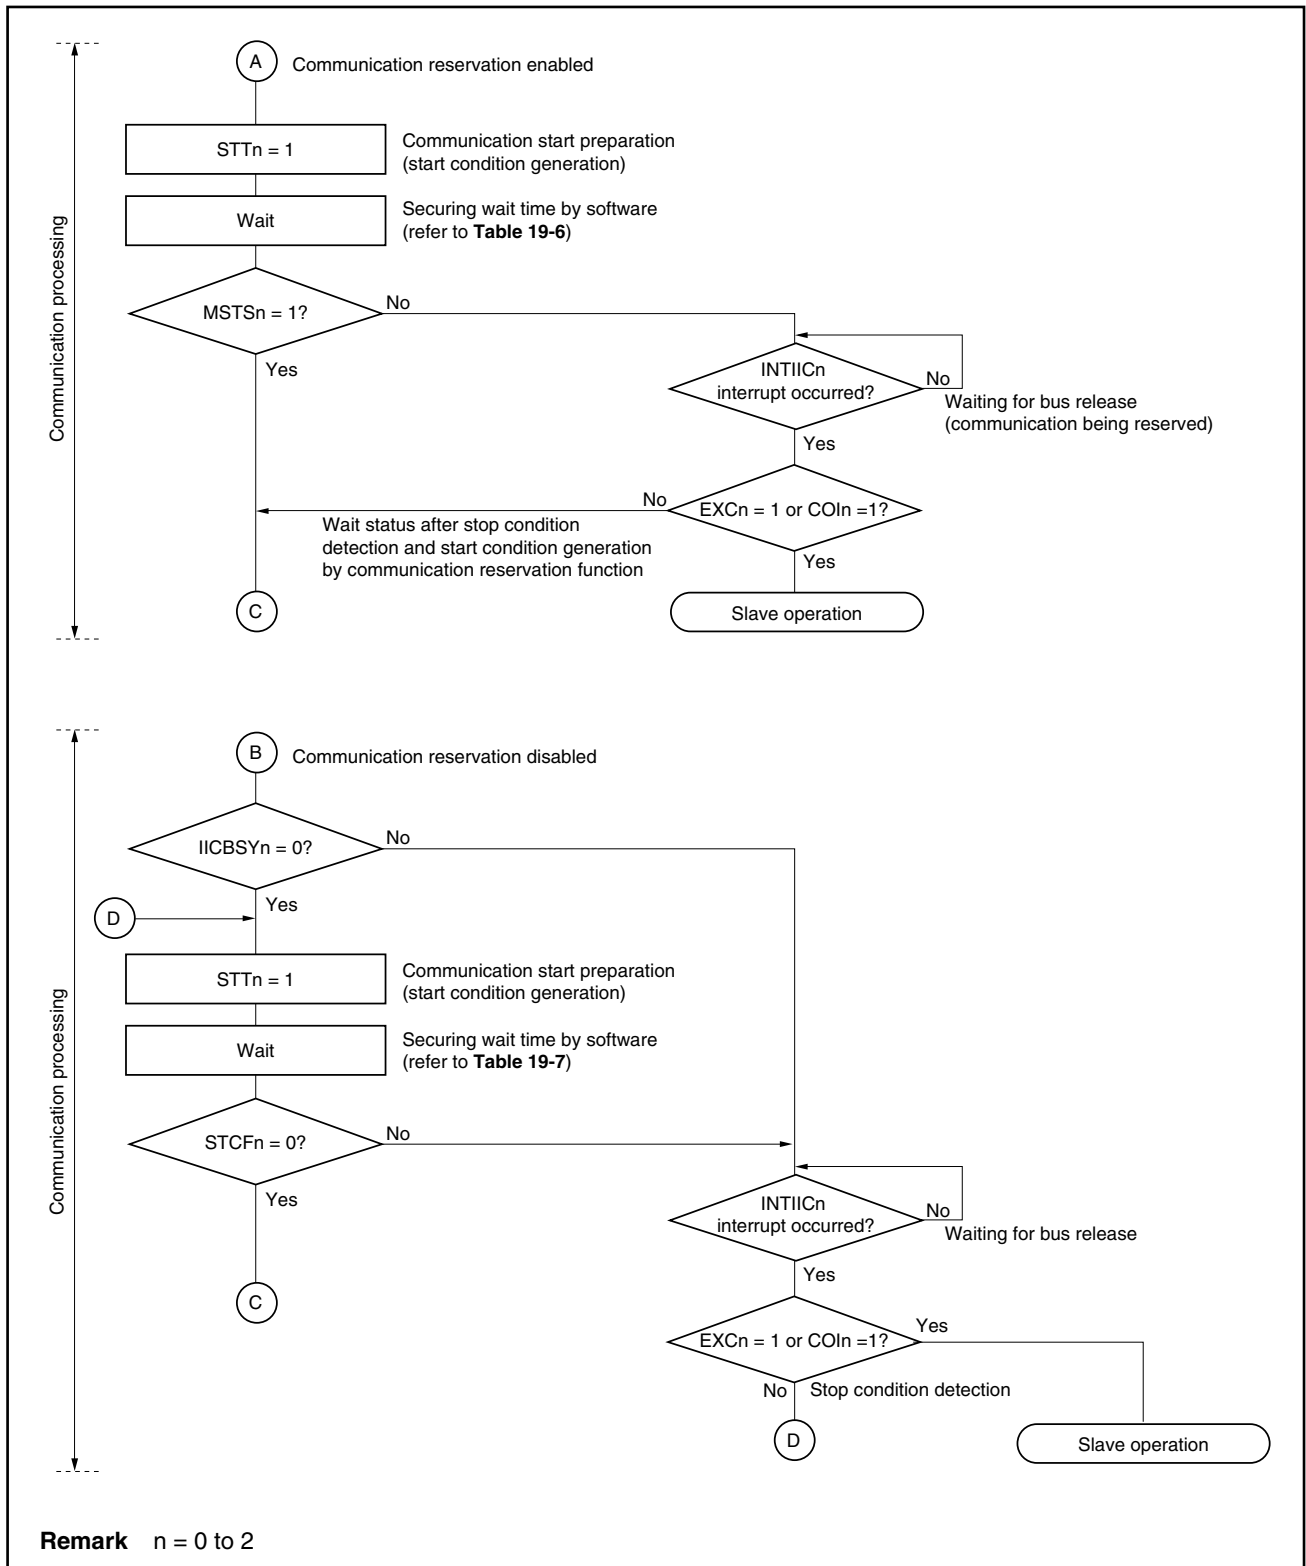 A
Communication reservation enabled
STTn = 1
Communication start preparation
(start condition generation)
Wait
Securing wait time by software
(refer to Table 19-6)
Communication processing
MSTSn = 1?
No
Yes
INTIICn
interrupt occurred?
No
Waiting for bus release
(communication being reserved)
Yes
EXCn = 1 or COIn =1?
No
Wait status after stop condition
detection and start condition generation
by communication reservation function
Yes
C
Slave operation
B
Communication reservation disabled
IICBSYn = 0?
No
Yes
D
STTn = 1
Communication start preparation
(start condition generation)
Wait
Securing wait time by software
(refer to Table 19-7)
Communication processing
STCFn = 0?
No
Yes
INTIICn
interrupt occurred?
No
Waiting for bus release
Yes
C
EXCn = 1 or COIn =1?
Yes
No
Stop condition detection
D
Slave operation
Remark n = 0 to 2